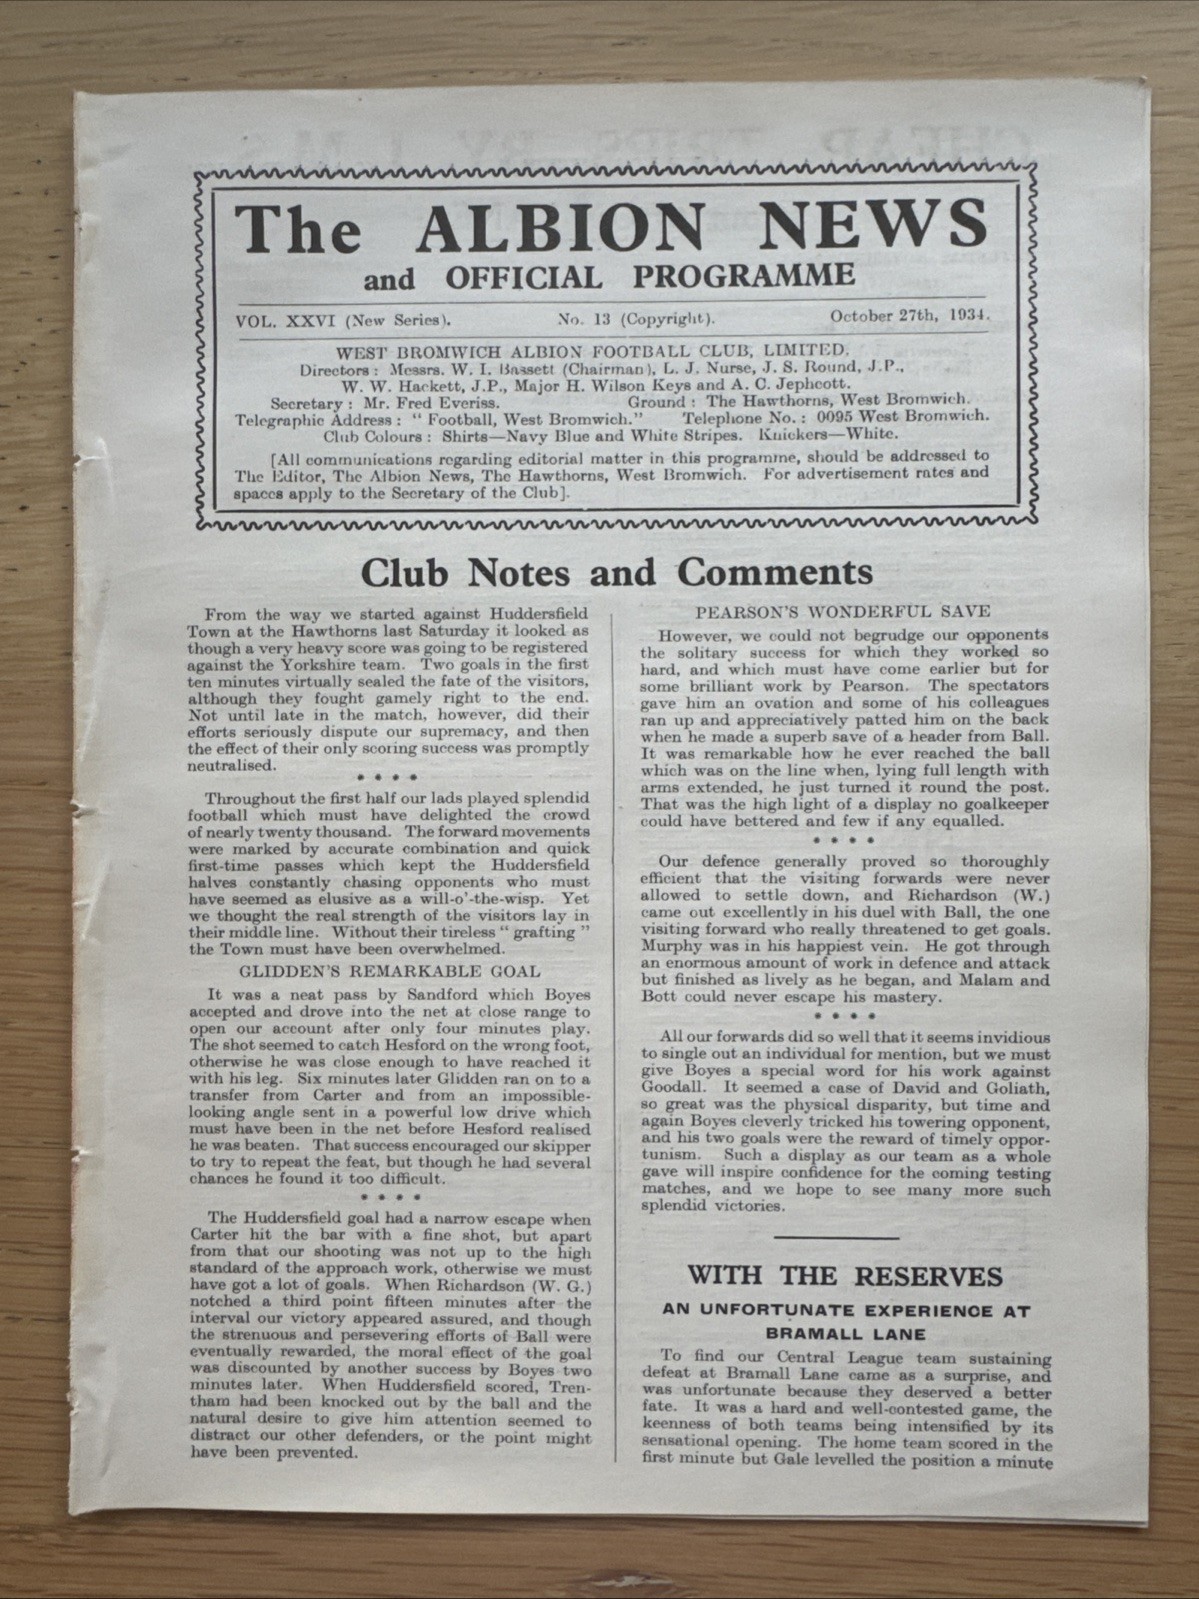 The ALBION NEWS
and OFFICIAL PROGRAMME
VOL. XXVI (New Series). No. 13 (Copyright). October 27th, 1934.
WEST BROMWICH ALBION FOOTBALL CLUB, LIMITED.
Directors : Messrs. W. I. Bassett (Chairman), L. J. Nurse, J. S. Round, J.P.,
W. W. Hackett, J.P., Major H. Wilson Keys and A. C. Jephcott.
Secretary : Mr. Fred Everiss. Ground : The Hawthorns, West Bromwich.
Telegraphic Address : “ Football, West Bromwich.” Telephone No. : 0095 West Bromwich.
Club Colours : Shirts—Navy Blue and White Stripes. Knickers—White.
[All communications regarding editorial matter in this programme, should be addressed to
The Editor, The Albion News, The Hawthorns, West Bromwich. For advertisement rates and
spaces apply to the Secretary of the Club].
Club Notes and Comments
From the way we started against Huddersfield
Town at the Hawthorns last Saturday it looked as
though a very heavy score was going to be registered
against the Yorkshire team. Two goals in the first
ten minutes virtually sealed the fate of the visitors,
although they fought gamely right to the end.
Not until late in the match, however, did their
efforts seriously dispute our supremacy, and then
the effect of their only scoring success was promptly
neutralised.
* * * *
Throughout the first half our lads played splendid
football which must have delighted the crowd
of nearly twenty thousand. The forward movements
were marked by accurate combination and quick
first-time passes which kept the Huddersfield
halves constantly chasing opponents who must
have seemed as elusive as a will-o’-the-wisp. Yet
we thought the real strength of the visitors lay in
their middle line. Without their tireless “ grafting ”
the Town must have been overwhelmed.
GLIDDEN’S REMARKABLE GOAL
It was a neat pass by Sandford which Boyes
accepted and drove into the net at close range to
open our account after only four minutes play.
The shot seemed to catch Hesford on the wrong foot,
otherwise he was close enough to have reached it
with his leg. Six minutes later Glidden ran on to a
transfer from Carter and from an impossible-
looking angle sent in a powerful low drive which
must have been in the net before Hesford realised
he was beaten. That success encouraged our skipper
to try to repeat the feat, but though he had several
chances he found it too difficult.
* * * *
The Huddersfield goal had a narrow escape when
Carter hit the bar with a fine shot, but apart
from that our shooting was not up to the high
standard of the approach work, otherwise we must
have got a lot of goals. When Richardson (W. G.)
notched a third point fifteen minutes after the
interval our victory appeared assured, and though
the strenuous and persevering efforts of Ball were
eventually rewarded, the moral effect of the goal
was discounted by another success by Boyes two
minutes later. When Huddersfield scored, Tren-
tham had been knocked out by the ball and the
natural desire to give him attention seemed to
distract our other defenders, or the point might
have been prevented.
PEARSON’S WONDERFUL SAVE
However, we could not begrudge our opponents
the solitary success for which they worked so
hard, and which must have come earlier but for
some brilliant work by Pearson. The spectators
gave him an ovation and some of his colleagues
ran up and appreciatively patted him on the back
when he made a superb save of a header from Ball.
It was remarkable how he ever reached the ball
which was on the line when, lying full length with
arms extended, he just turned it round the post.
That was the high light of a display no goalkeeper
could have bettered and few if any equalled.
* * * *
Our defence generally proved so thoroughly
efficient that the visiting forwards were never
allowed to settle down, and Richardson (W.)
came out excellently in his duel with Ball, the one
visiting forward who really threatened to get goals.
Murphy was in his happiest vein. He got through
an enormous amount of work in defence and attack
but finished as lively as he began, and Malam and
Bott could never escape his mastery.
* * * *
All our forwards did so well that it seems invidious
to single out an individual for mention, but we must
give Boyes a special word for his work against
Goodall. It seemed a case of David and Goliath,
so great was the physical disparity, but time and
again Boyes cleverly tricked his towering opponent,
and his two goals were the reward of timely oppor-
tunism. Such a display as our team as a whole
gave will inspire confidence for the coming testing
matches, and we hope to see many more such
splendid victories.
WITH THE RESERVES
AN UNFORTUNATE EXPERIENCE AT
BRAMALL LANE
To find our Central League team sustaining
defeat at Bramall Lane came as a surprise, and
was unfortunate because they deserved a better
fate. It was a hard and well-contested game, the
keenness of both teams being intensified by its
sensational opening. The home team scored in the
first minute but Gale levelled the position a minute